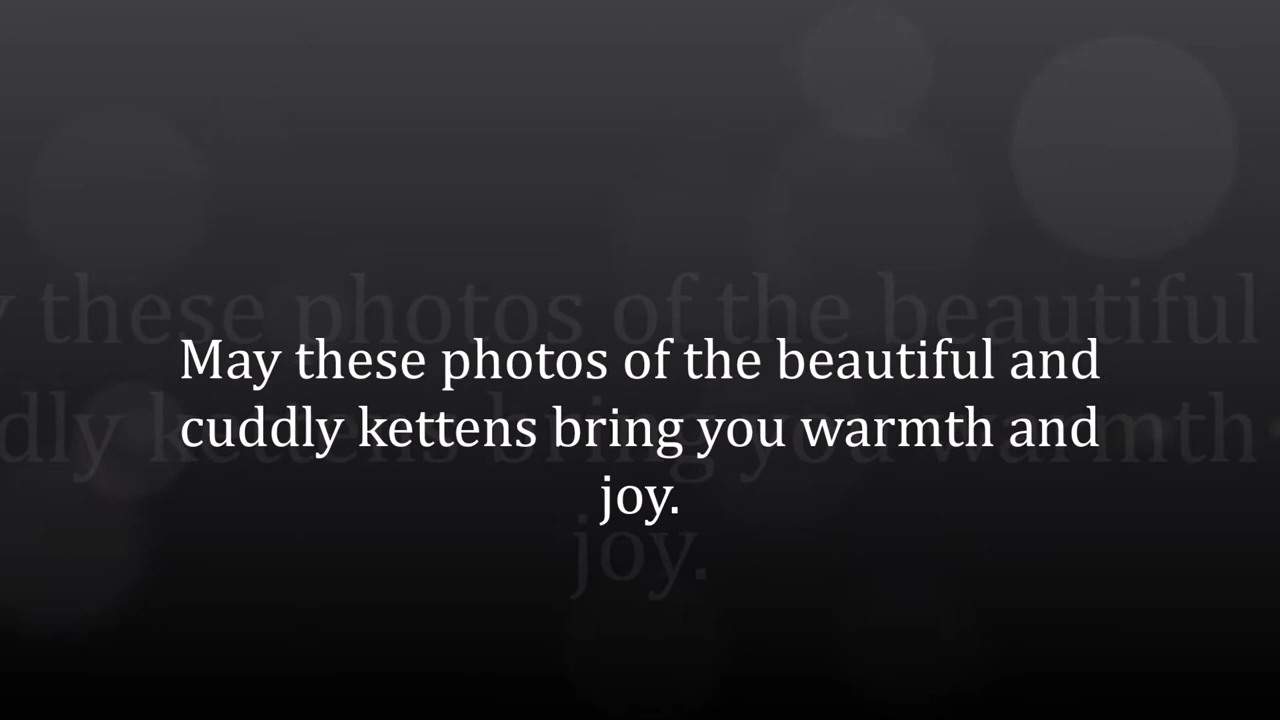 May these photos of the beautiful and
cuddly kettens bring you warmth and
joy.